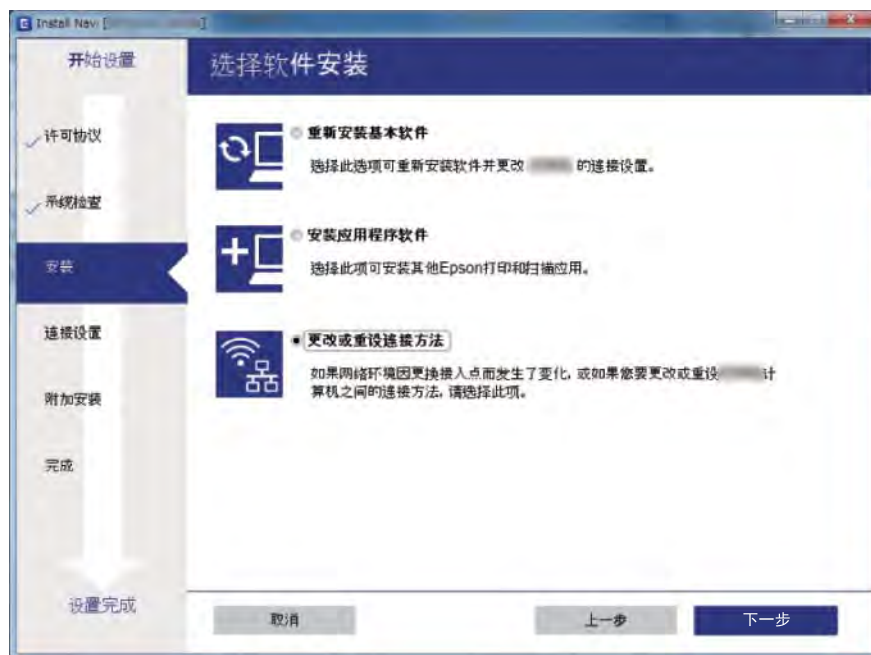 Install Navi [ ]
开始设置
选择软件安装
许可协议
系统检查
安装
连接设置
附加安装
完成
设置完成
重新安装基本软件
选择此选项可重新安装软件并更改 的连接设置。
安装应用程序软件
选择此项可安装其他Epson打印和扫描应用。
更改或重设连接方法
如果网络环境因更换接入点而发生了变化, 或如果您要更改或重设 计
算机之间的连接方法, 请选择此项。
取消
上一步
下一步